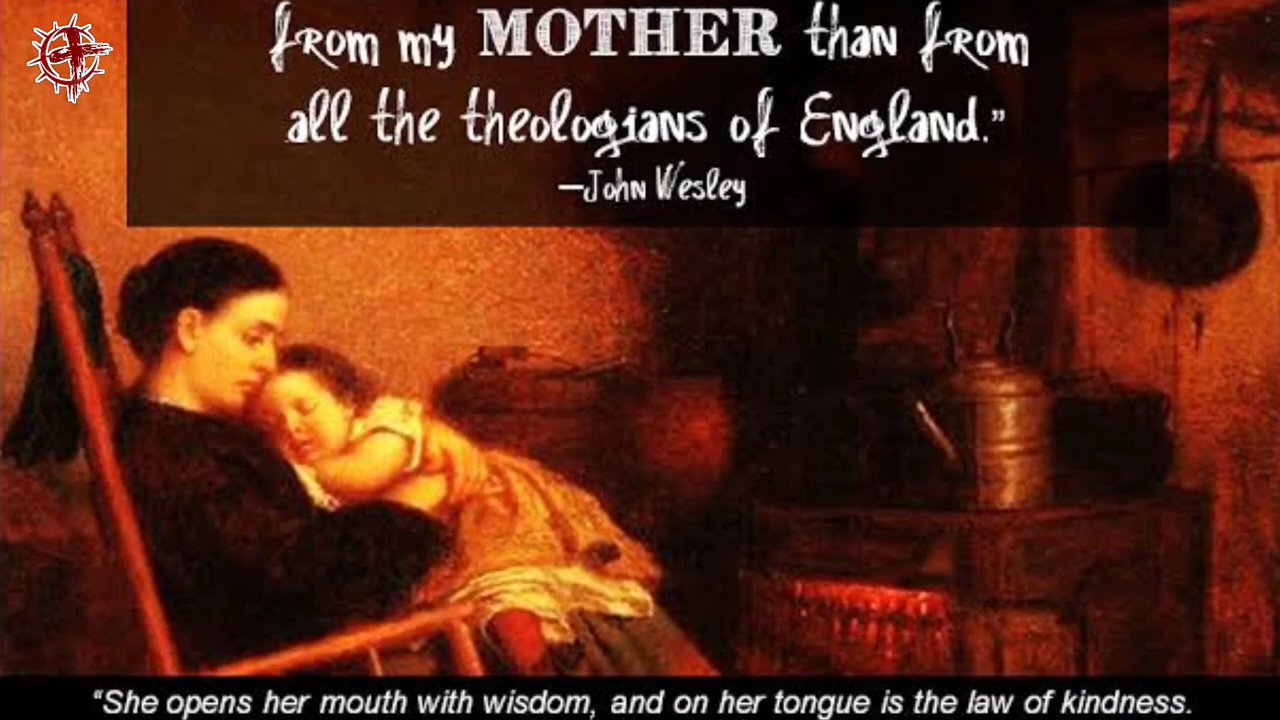 from my MOTHER than from
all the theologians of England.”
—John Wesley
“She opens her mouth with wisdom, and on her tongue is the law of kindness.